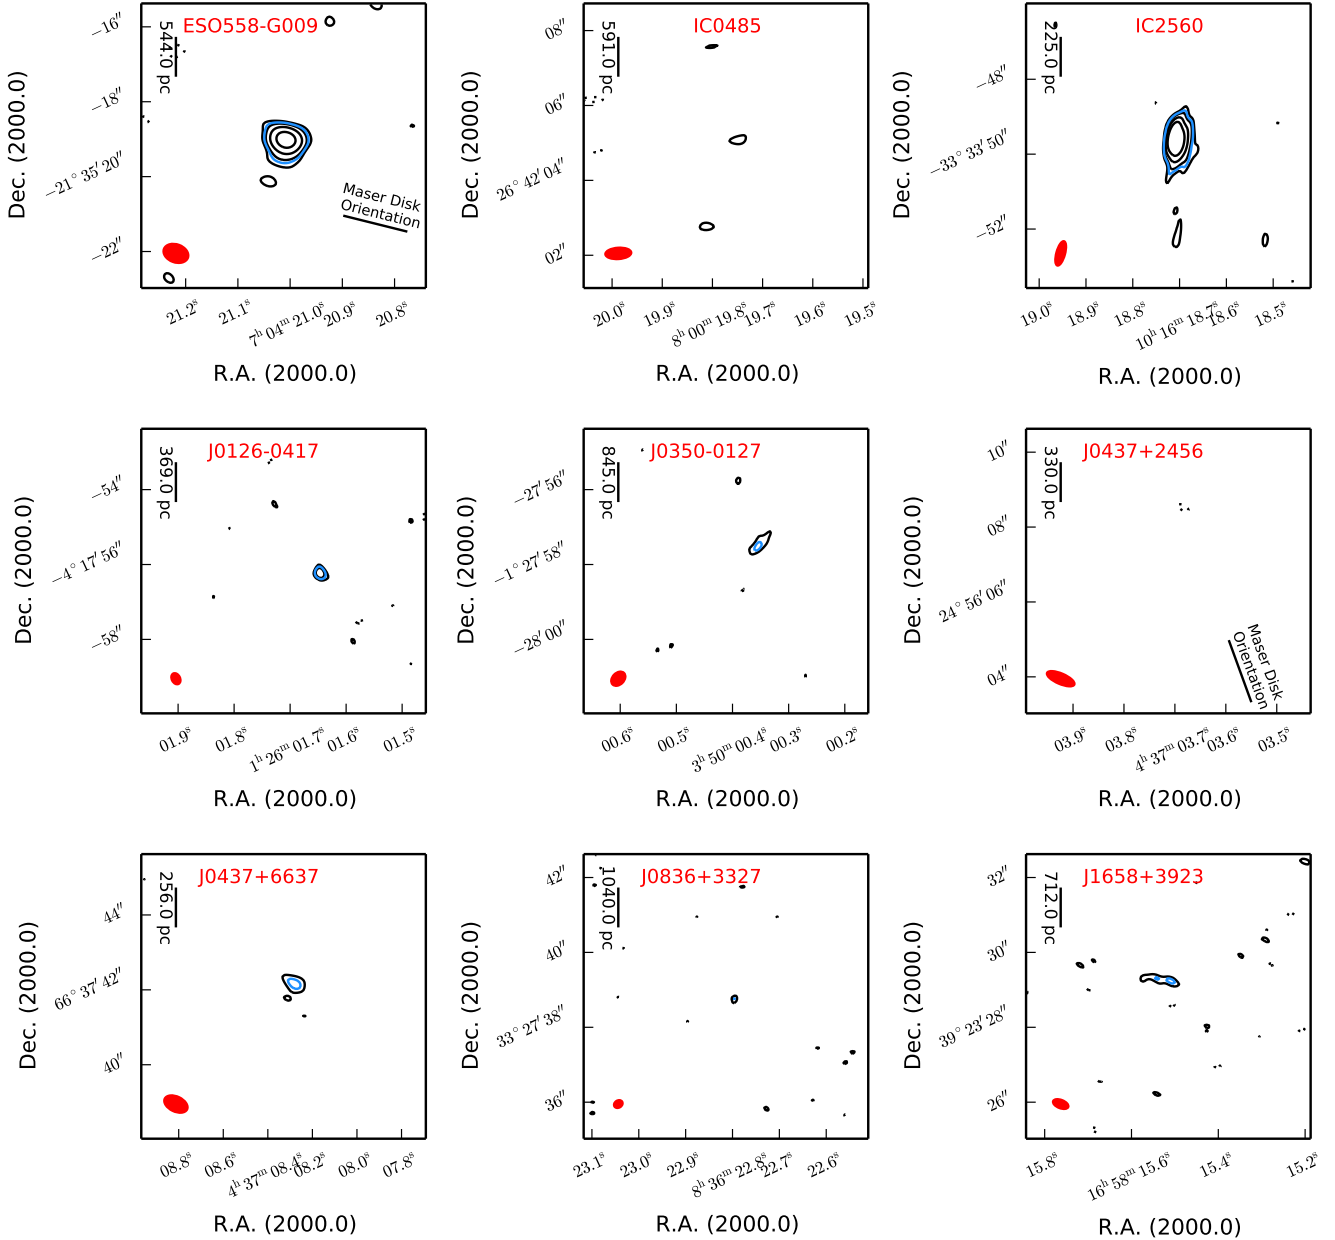 ESO558-G009
544.0 pc
−16″
−18″
−21° 35′ 20″
−22″
Dec. (2000.0)
Maser Disk
Orientation
21.2ˢ
21.1ˢ
7ʰ 04ᵐ 21.0ˢ
20.9ˢ
20.8ˢ
R.A. (2000.0)
IC0485
591.0 pc
08″
06″
26° 42′ 04″
02″
Dec. (2000.0)
20.0ˢ
19.9ˢ
8ʰ 00ᵐ 19.8ˢ
19.7ˢ
19.6ˢ
19.5ˢ
R.A. (2000.0)
IC2560
225.0 pc
−48″
−33° 33′ 50″
−52″
Dec. (2000.0)
19.0ˢ
18.9ˢ
18.8ˢ
10ʰ 16ᵐ 18.7ˢ
18.6ˢ
18.5ˢ
R.A. (2000.0)
J0126-0417
369.0 pc
−54″
−4° 17′ 56″
−58″
Dec. (2000.0)
01.9ˢ
01.8ˢ
1ʰ 26ᵐ 01.7ˢ
01.6ˢ
01.5ˢ
R.A. (2000.0)
J0350-0127
845.0 pc
−27′ 56″
−1° 27′ 58″
−28′ 00″
Dec. (2000.0)
00.6ˢ
00.5ˢ
3ʰ 50ᵐ 00.4ˢ
00.3ˢ
00.2ˢ
R.A. (2000.0)
J0437+2456
330.0 pc
10″
08″
24° 56′ 06″
04″
Dec. (2000.0)
Maser Disk
Orientation
03.9ˢ
03.8ˢ
4ʰ 37ᵐ 03.7ˢ
03.6ˢ
03.5ˢ
R.A. (2000.0)
J0437+6637
256.0 pc
44″
66° 37′ 42″
40″
Dec. (2000.0)
08.8ˢ
08.6ˢ
4ʰ 37ᵐ 08.4ˢ
08.2ˢ
08.0ˢ
07.8ˢ
R.A. (2000.0)
J0836+3327
1040.0 pc
42″
40″
33° 27′ 38″
36″
Dec. (2000.0)
23.1ˢ
23.0ˢ
22.9ˢ
8ʰ 36ᵐ 22.8ˢ
22.7ˢ
22.6ˢ
R.A. (2000.0)
J1658+3923
712.0 pc
32″
30″
39° 23′ 28″
26″
Dec. (2000.0)
15.8ˢ
16ʰ 58ᵐ 15.6ˢ
15.4ˢ
15.2ˢ
R.A. (2000.0)